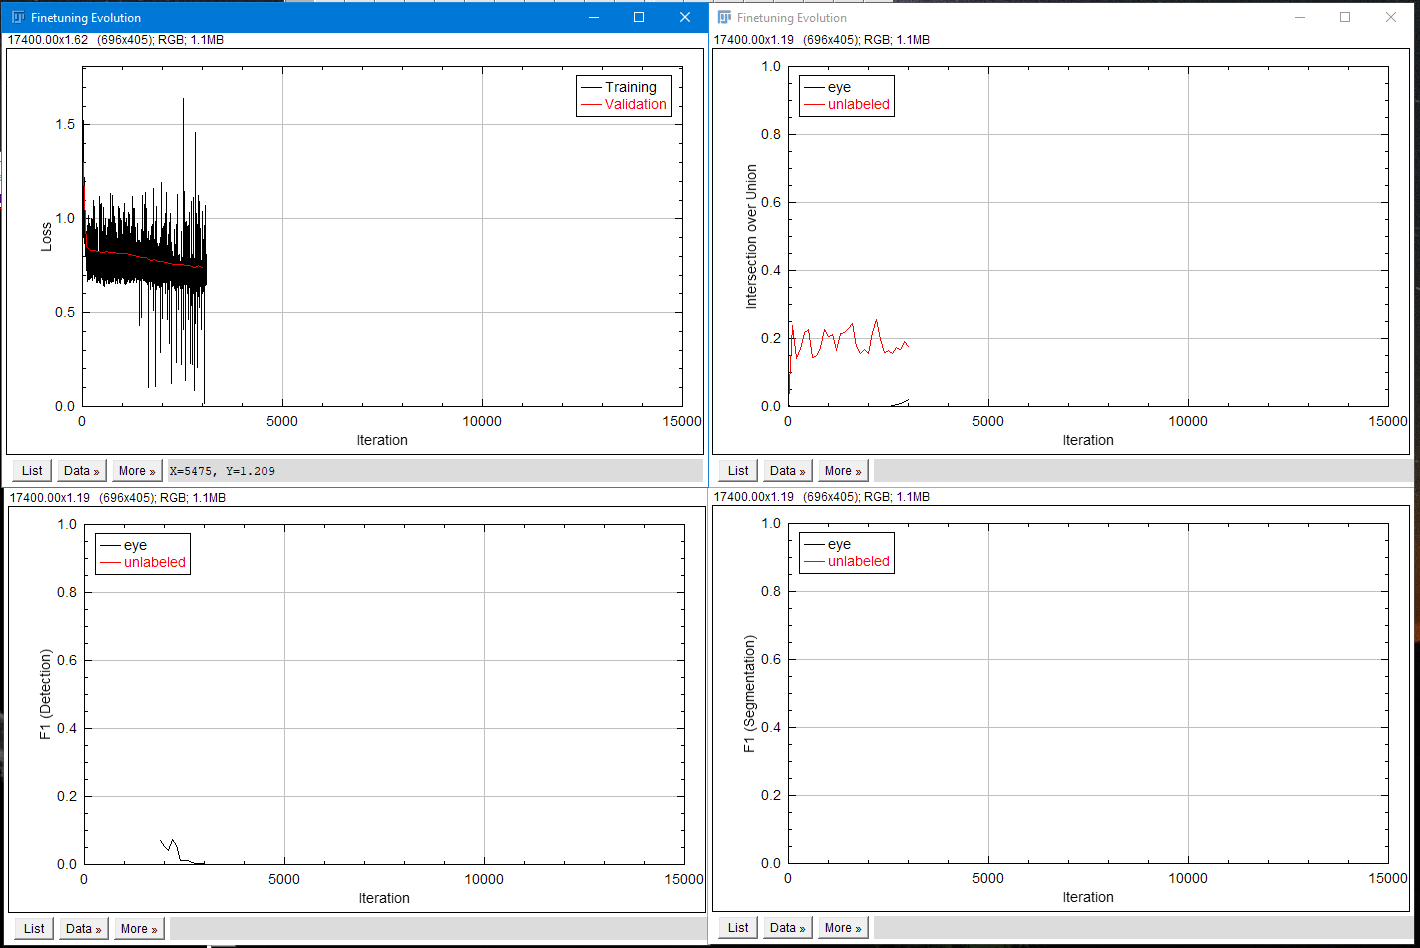 Finetuning Evolution
17400.00x1.62 (696x405); RGB; 1.1MB
Training
Validation
1.5
1.0
0.5
0.0
Loss
0
5000
10000
15000
Iteration
List
Data »
More »
X=5475, Y=1.209
Finetuning Evolution
17400.00x1.19 (696x405); RGB; 1.1MB
eye
unlabeled
1.0
0.8
0.6
0.4
0.2
0.0
Intersection over Union
0
5000
10000
15000
Iteration
List
Data »
More »
17400.00x1.19 (696x405); RGB; 1.1MB
eye
unlabeled
1.0
0.8
0.6
0.4
0.2
0.0
F1 (Detection)
0
5000
10000
15000
Iteration
List
Data »
More »
17400.00x1.19 (696x405); RGB; 1.1MB
eye
unlabeled
1.0
0.8
0.6
0.4
0.2
0.0
F1 (Segmentation)
0
5000
10000
15000
Iteration
List
Data »
More »